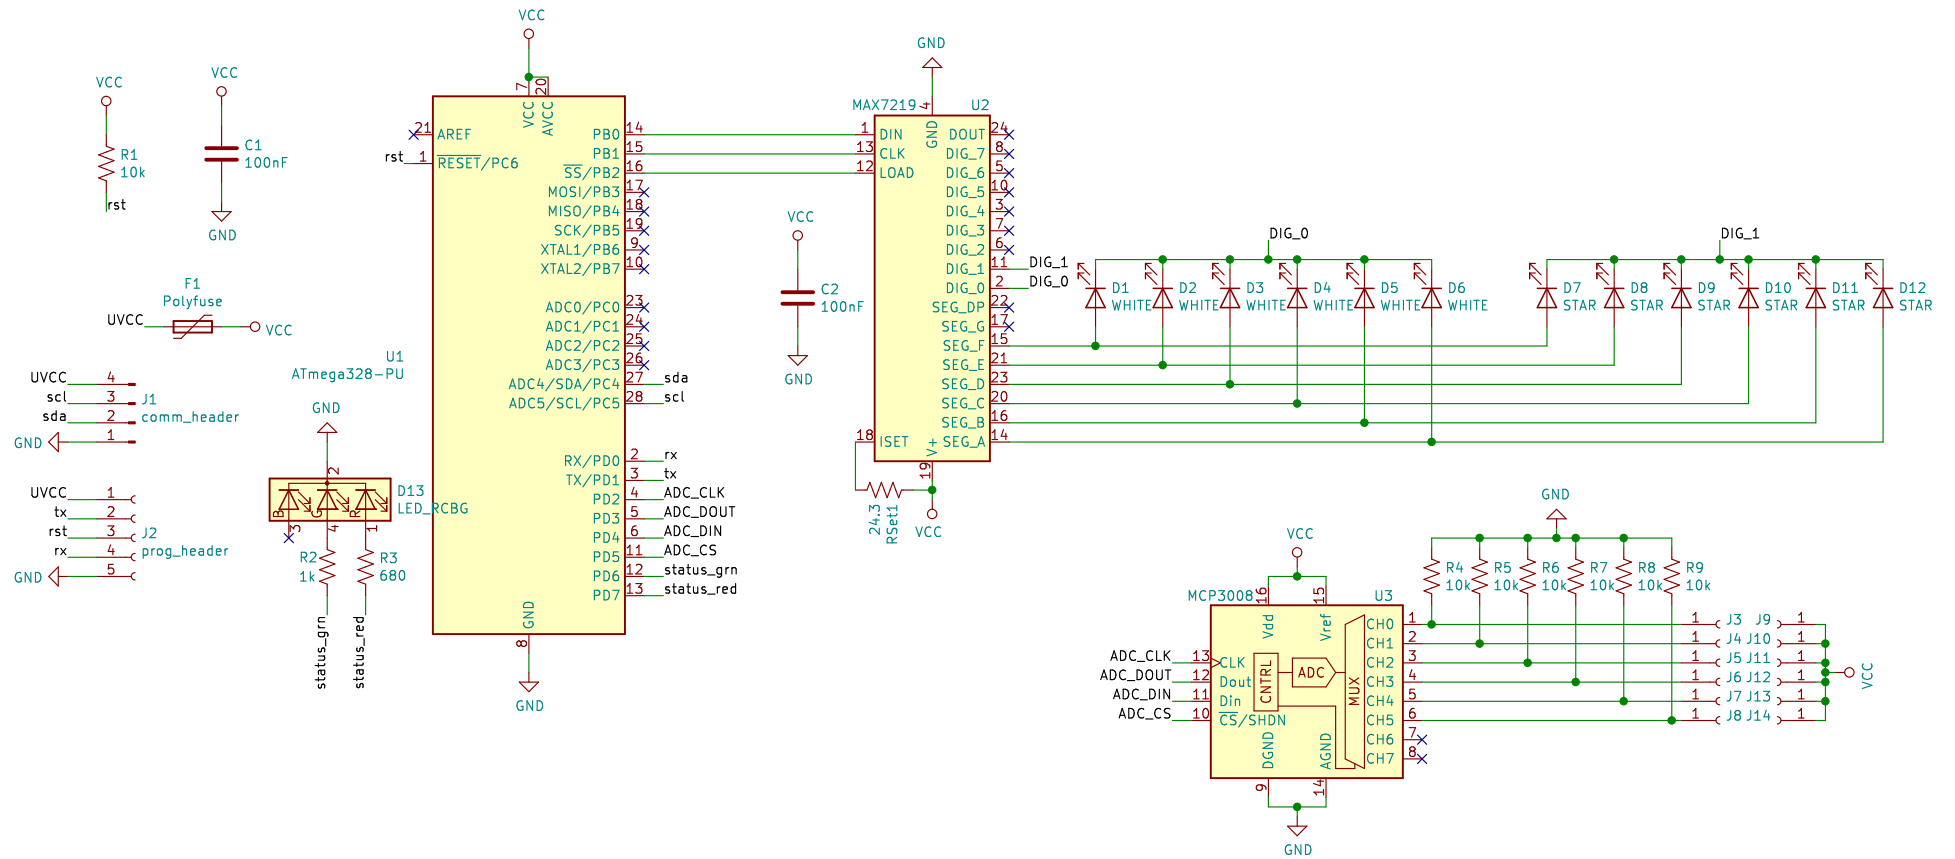 VCC
R1
10k
rst
VCC
C1
100nF
GND
F1
Polyfuse
UVCC
VCC
UVCC 4
scl 3
sda 2
GND 1
J1
comm_header
UVCC 1
tx 2
rst 3
rx 4
GND 5
J2
prog_header
GND
2
D13
LED_RCBG
B G R
3 4 1
R2
1k
R3
680
status_grn
status_red
VCC
7 20
VCC AVCC
U1
ATmega328-PU
21 AREF
rst 1 RESET/PC6
PB0 14
PB1 15
SS/PB2 16
MOSI/PB3 17
MISO/PB4 18
SCK/PB5 19
XTAL1/PB6 9
XTAL2/PB7 10
ADC0/PC0 23
ADC1/PC1 24
ADC2/PC2 25
ADC3/PC3 26
ADC4/SDA/PC4 27 sda
ADC5/SCL/PC5 28 scl
RX/PD0 2 rx
TX/PD1 3 tx
PD2 4 ADC_CLK
PD3 5 ADC_DOUT
PD4 6 ADC_DIN
PD5 11 ADC_CS
PD6 12 status_grn
PD7 13 status_red
GND
8
GND
VCC
C2
100nF
GND
GND
MAX7219 4 U2
GND
1 DIN
13 CLK
12 LOAD
DOUT 24
DIG_7 8
DIG_6 5
DIG_5 10
DIG_4 3
DIG_3 7
DIG_2 6
DIG_1 11 DIG_1
DIG_0 2 DIG_0
SEG_DP 22
SEG_G 17
SEG_F 15
SEG_E 21
SEG_D 23
SEG_C 20
SEG_B 16
SEG_A 14
18 ISET
V+
19
24.3
RSet1
VCC
DIG_0
D1
WHITE
D2
WHITE
D3
WHITE
D4
WHITE
D5
WHITE
D6
WHITE
DIG_1
D7
STAR
D8
STAR
D9
STAR
D10
STAR
D11
STAR
D12
STAR
VCC
MCP3008 16 15 U3
Vdd Vref
ADC_CLK 13 CLK
ADC_DOUT 12 Dout
ADC_DIN 11 Din
ADC_CS 10 CS/SHDN
CNTRL
ADC
MUX
CH0 1
CH1 2
CH2 3
CH3 4
CH4 5
CH5 6
CH6 7
CH7 8
DGND AGND
9 14
GND
GND
R4
10k
R5
10k
R6
10k
R7
10k
R8
10k
R9
10k
1 J3 J9 1
1 J4 J10 1
1 J5 J11 1
1 J6 J12 1
1 J7 J13 1
1 J8 J14 1
VCC